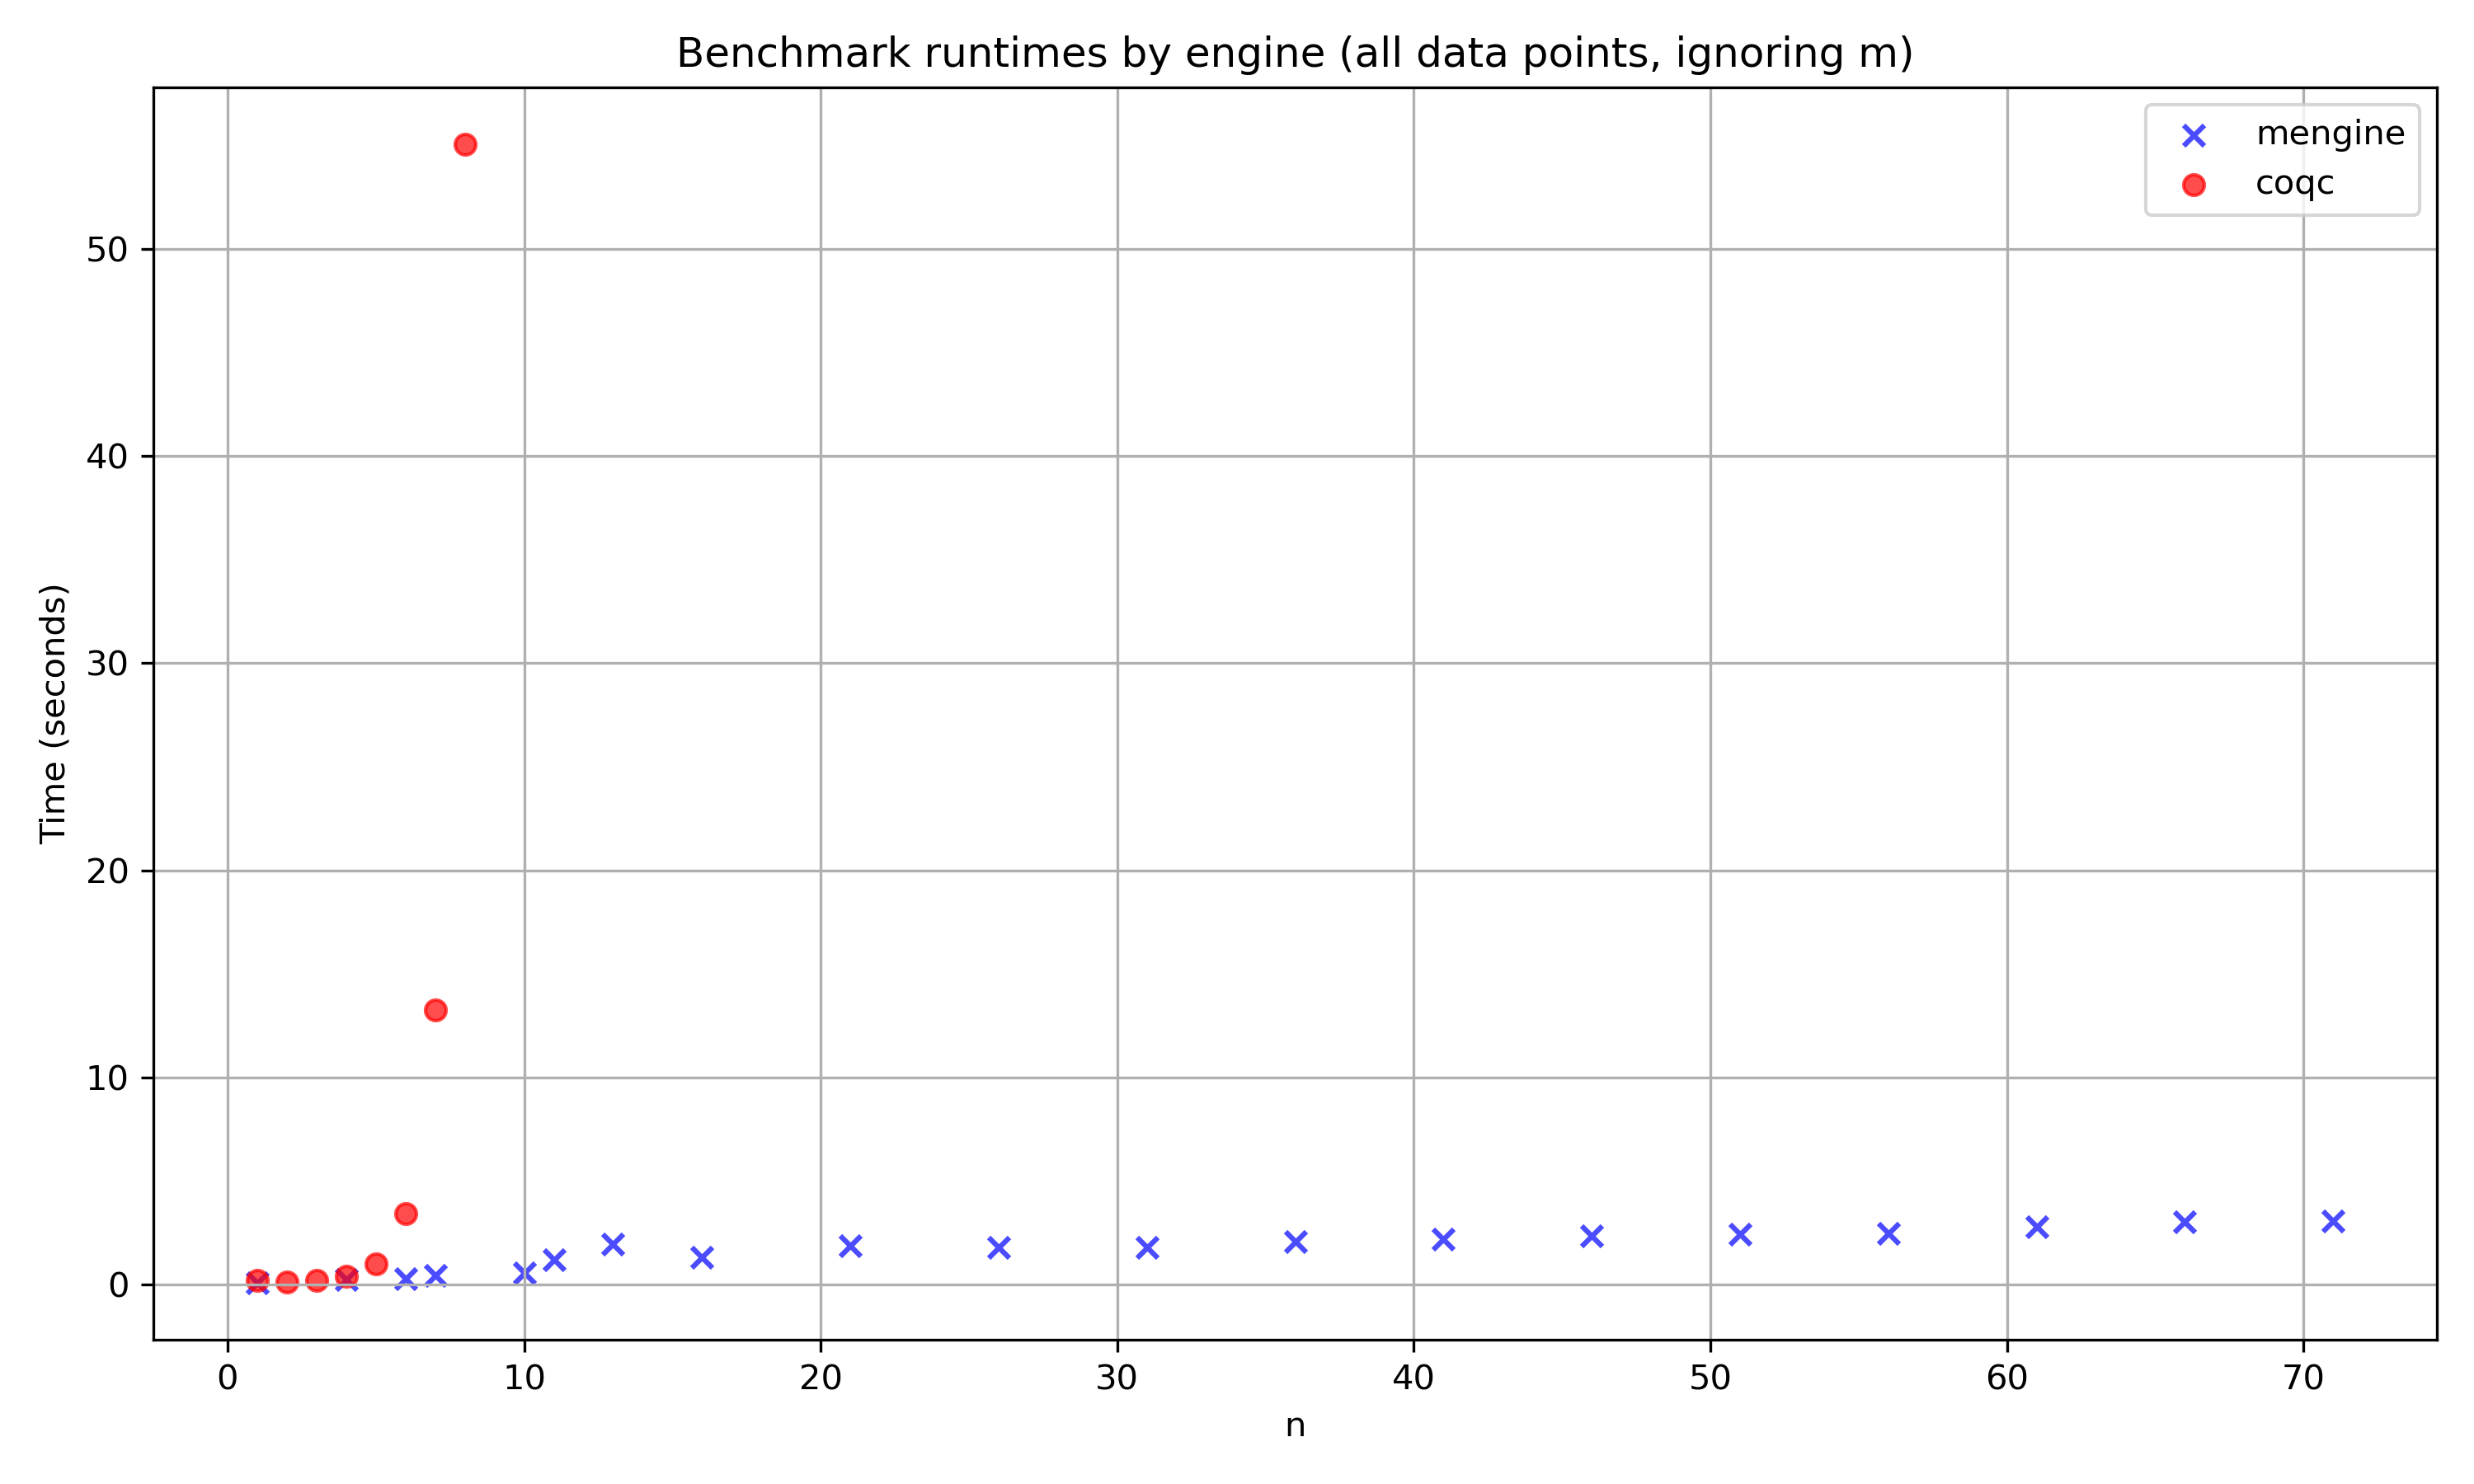 Benchmark runtimes by engine (all data points, ignoring m)
mengine
coqc
50
40
30
20
10
0
Time (seconds)
0 10 20 30 40 50 60 70
n